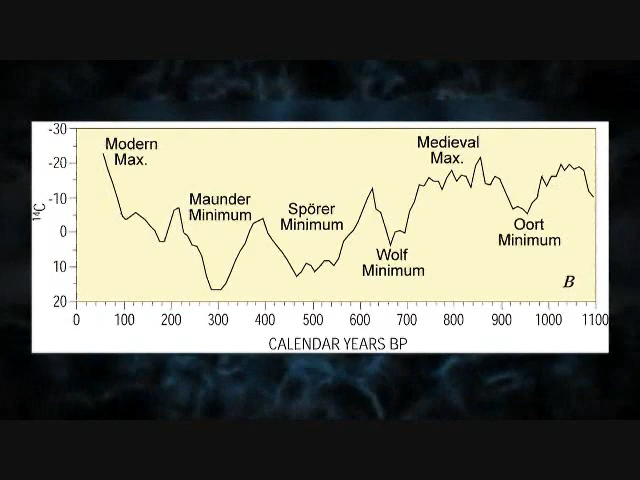 -30
-20
-10
0
10
20
14C
Modern
Max.
Maunder
Minimum
Spörer
Minimum
Wolf
Minimum
Medieval
Max.
Oort
Minimum
B
0 100 200 300 400 500 600 700 800 900 1000 1100
CALENDAR YEARS BP